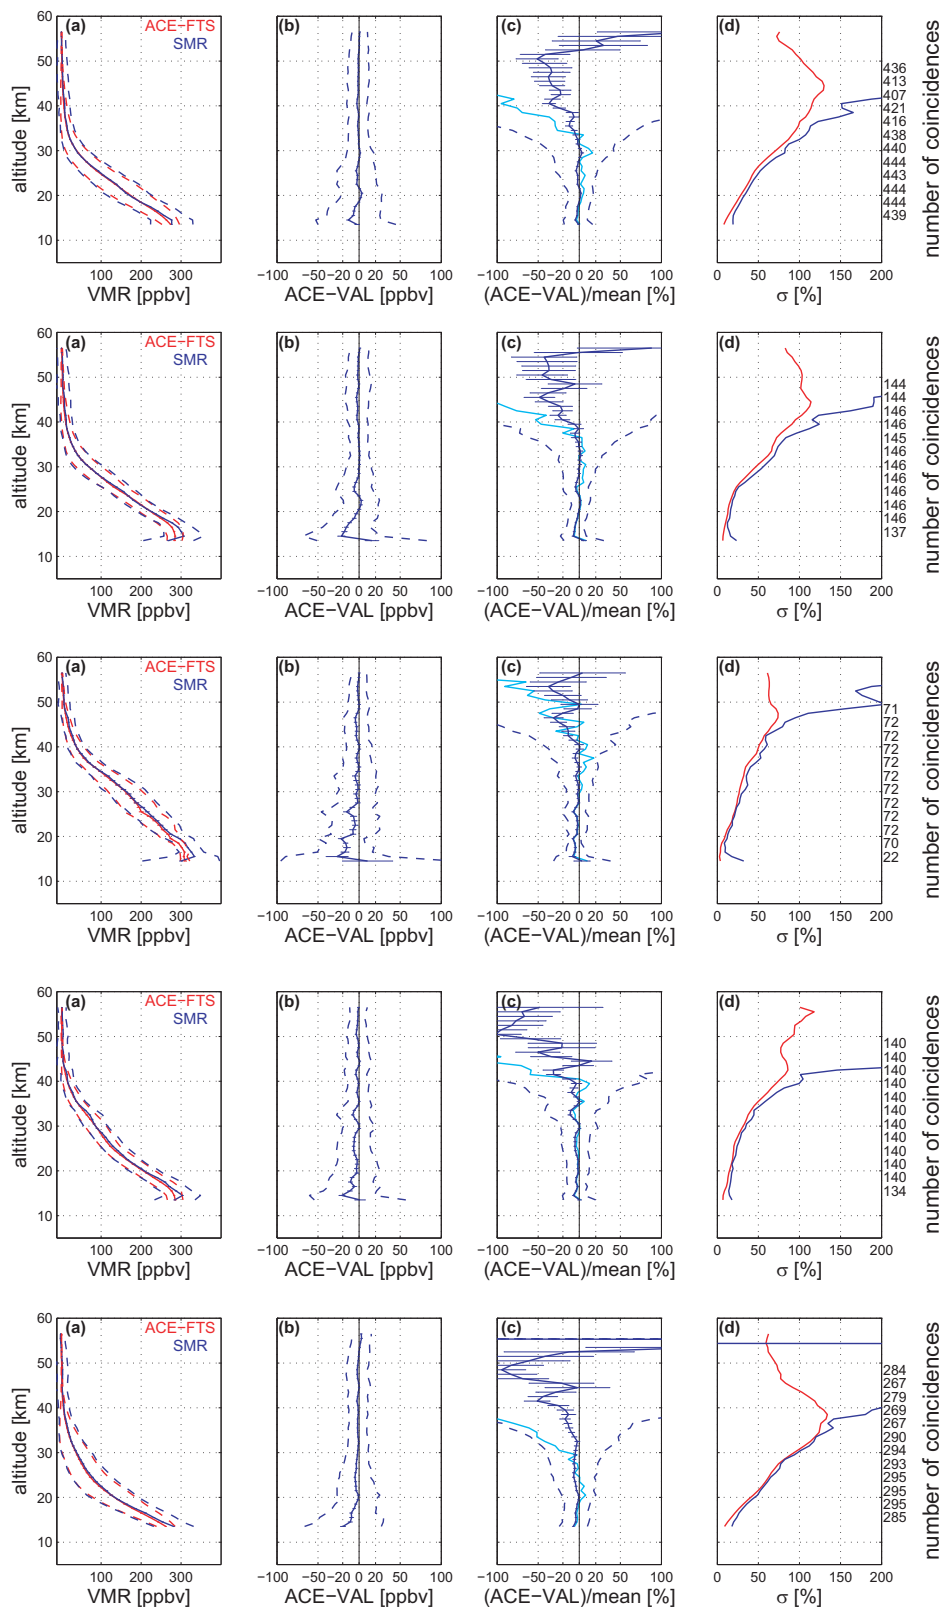 60
50
40
30
20
10
altitude [km]
(a)
ACE−FTS
SMR
100 200 300
VMR [ppbv]
(b)
−100 −50 −20 20 50 100
ACE−VAL [ppbv]
(c)
−100 −50 −20 0 20 50 100
(ACE−VAL)/mean [%]
(d)
0 50 100 150 200
σ [%]
436
413
407
421
416
438
440
444
443
444
444
439
number of coincidences
60
50
40
30
20
10
altitude [km]
(a)
ACE−FTS
SMR
100 200 300
VMR [ppbv]
(b)
−100 −50 −20 20 50 100
ACE−VAL [ppbv]
(c)
−100 −50 −20 0 20 50 100
(ACE−VAL)/mean [%]
(d)
0 50 100 150 200
σ [%]
144
144
146
146
145
146
146
146
146
146
146
137
number of coincidences
60
50
40
30
20
10
altitude [km]
(a)
ACE−FTS
SMR
100 200 300
VMR [ppbv]
(b)
−100 −50 −20 20 50 100
ACE−VAL [ppbv]
(c)
−100 −50 −20 0 20 50 100
(ACE−VAL)/mean [%]
(d)
0 50 100 150 200
σ [%]
71
72
72
72
72
72
72
72
72
72
70
22
number of coincidences
60
50
40
30
20
10
altitude [km]
(a)
ACE−FTS
SMR
100 200 300
VMR [ppbv]
(b)
−100 −50 −20 20 50 100
ACE−VAL [ppbv]
(c)
−100 −50 −20 0 20 50 100
(ACE−VAL)/mean [%]
(d)
0 50 100 150 200
σ [%]
140
140
140
140
140
140
140
140
140
140
140
134
number of coincidences
60
50
40
30
20
10
altitude [km]
(a)
ACE−FTS
SMR
100 200 300
VMR [ppbv]
(b)
−100 −50 −20 20 50 100
ACE−VAL [ppbv]
(c)
−100 −50 −20 0 20 50 100
(ACE−VAL)/mean [%]
(d)
0 50 100 150 200
σ [%]
284
267
279
269
267
290
294
293
295
295
295
285
number of coincidences